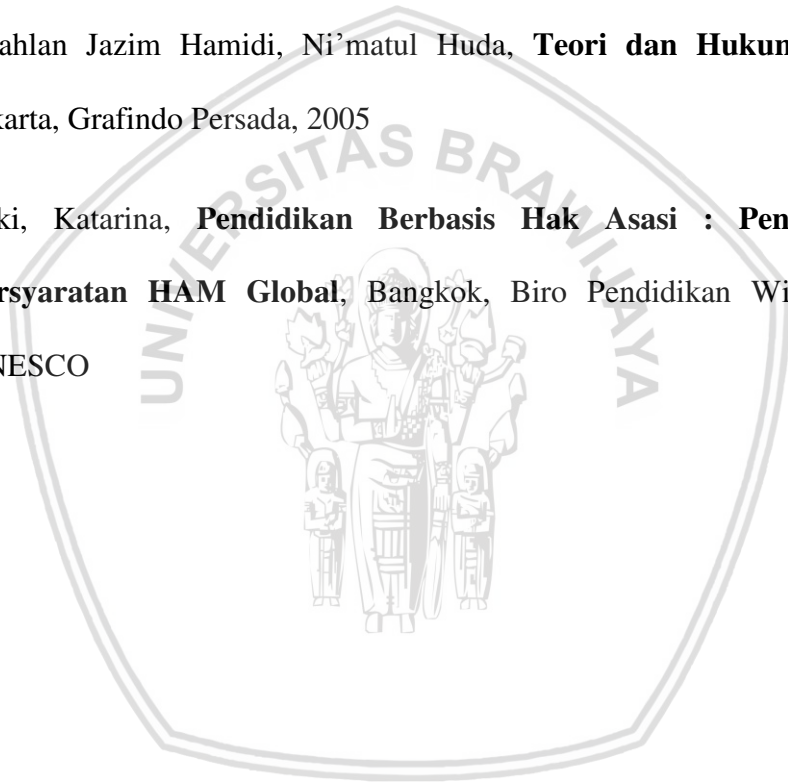 ahlan Jazim Hamidi, Ni’matul Huda, Teori dan Hukun
karta, Grafindo Persada, 2005
ki, Katarina, Pendidikan Berbasis Hak Asasi : Pen
rsyaratan HAM Global, Bangkok, Biro Pendidikan Wi
NESCO
UNIVERSITAS BRAWIJAYA